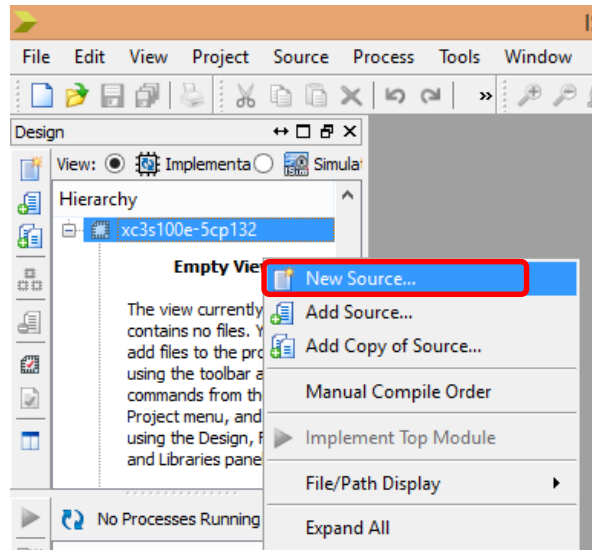 IS
File Edit View Project Source Process Tools Window
»
Design
View: Implementa Simula
Hierarchy
xc3s100e-5cp132
Empty Vie
The view currently
contains no files. Y
add files to the pro
using the toolbar a
commands from th
Project menu, and
using the Design, F
and Libraries pane
No Processes Running
New Source...
Add Source...
Add Copy of Source...
Manual Compile Order
Implement Top Module
File/Path Display
Expand All